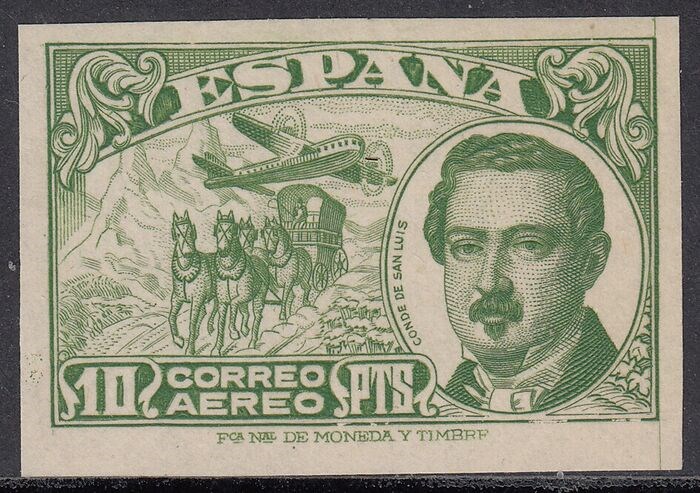 ESPAÑA
CONDE DE SAN LUIS
10 CORREO AEREO PTS
FCA NAL DE MONEDA Y TIMBRE